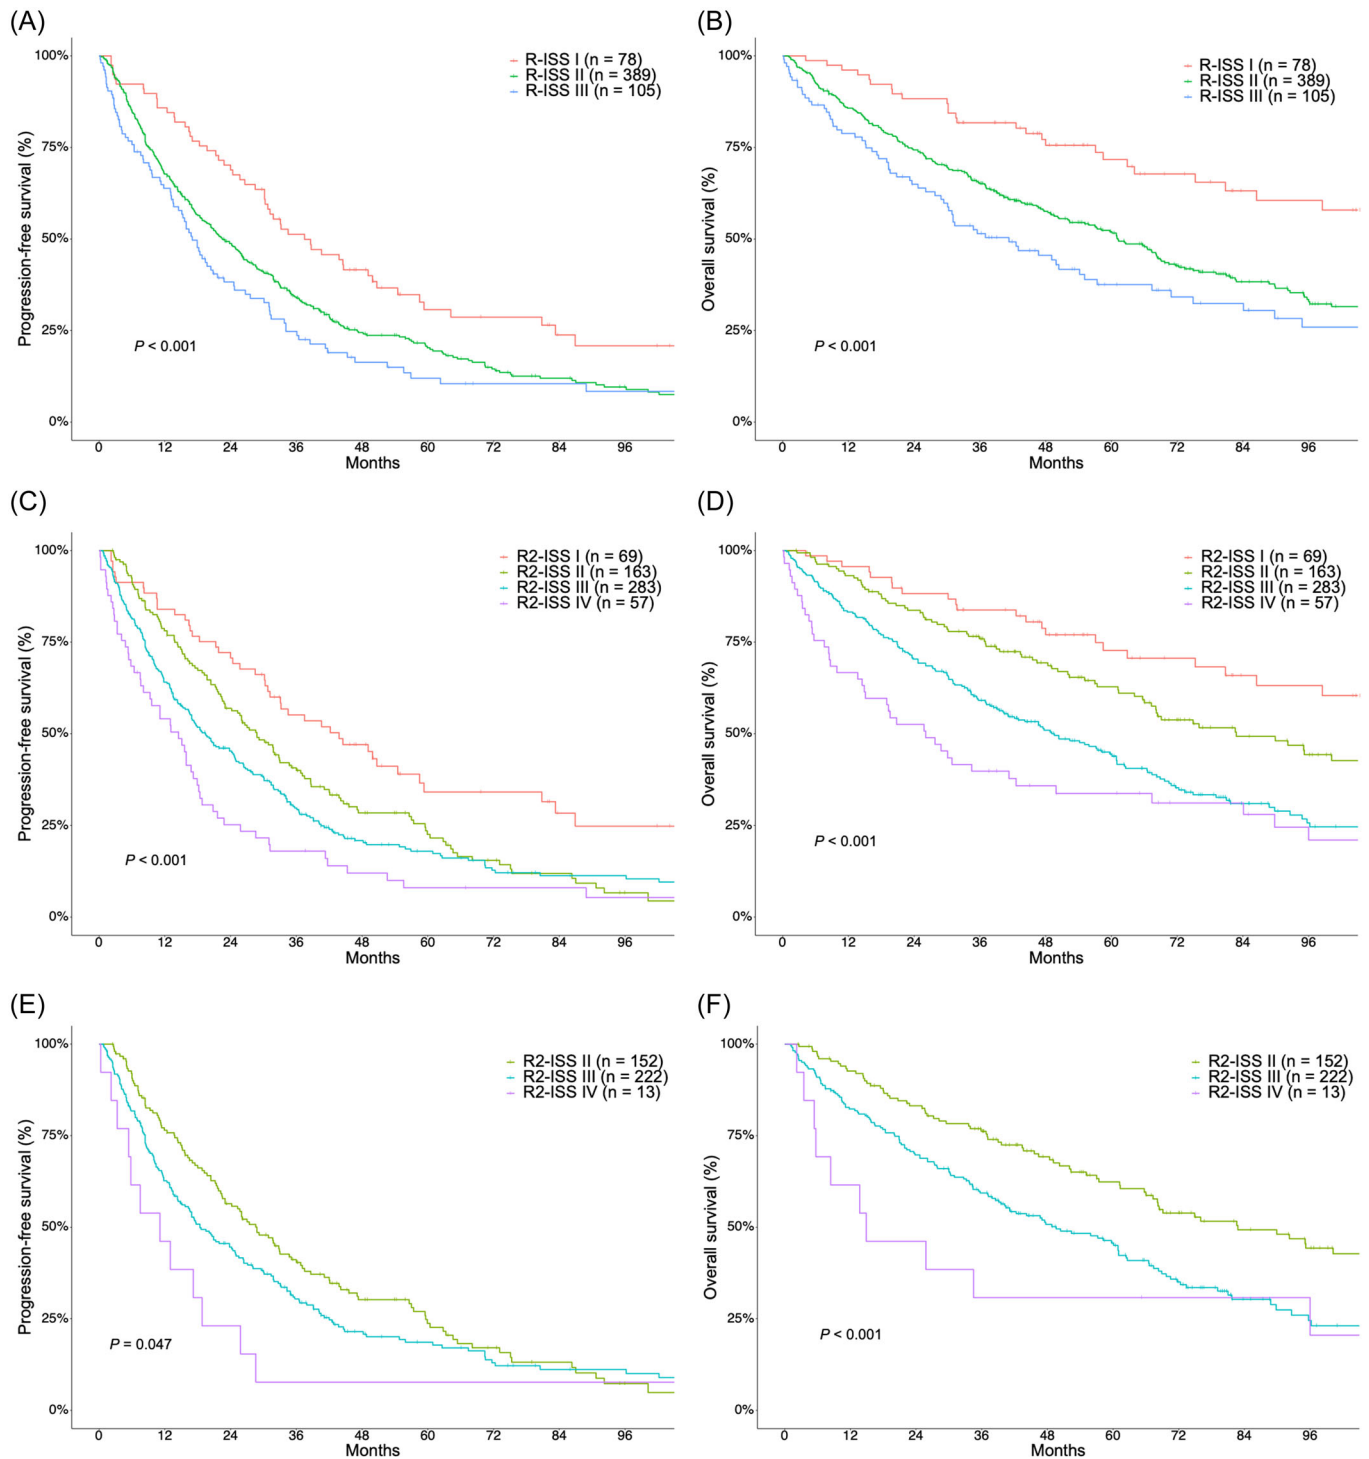 (A)
Progression-free survival (%)
100%
75%
50%
25%
0%
R-ISS I (n = 78)
R-ISS II (n = 389)
R-ISS III (n = 105)
P < 0.001
0 12 24 36 48 60 72 84 96
Months
(B)
Overall survival (%)
100%
75%
50%
25%
0%
R-ISS I (n = 78)
R-ISS II (n = 389)
R-ISS III (n = 105)
P < 0.001
0 12 24 36 48 60 72 84 96
Months
(C)
Progression-free survival (%)
100%
75%
50%
25%
0%
R2-ISS I (n = 69)
R2-ISS II (n = 163)
R2-ISS III (n = 283)
R2-ISS IV (n = 57)
P < 0.001
0 12 24 36 48 60 72 84 96
Months
(D)
Overall survival (%)
100%
75%
50%
25%
0%
R2-ISS I (n = 69)
R2-ISS II (n = 163)
R2-ISS III (n = 283)
R2-ISS IV (n = 57)
P < 0.001
0 12 24 36 48 60 72 84 96
Months
(E)
Progression-free survival (%)
100%
75%
50%
25%
0%
R2-ISS II (n = 152)
R2-ISS III (n = 222)
R2-ISS IV (n = 13)
P = 0.047
0 12 24 36 48 60 72 84 96
Months
(F)
Overall survival (%)
100%
75%
50%
25%
0%
R2-ISS II (n = 152)
R2-ISS III (n = 222)
R2-ISS IV (n = 13)
P < 0.001
0 12 24 36 48 60 72 84 96
Months